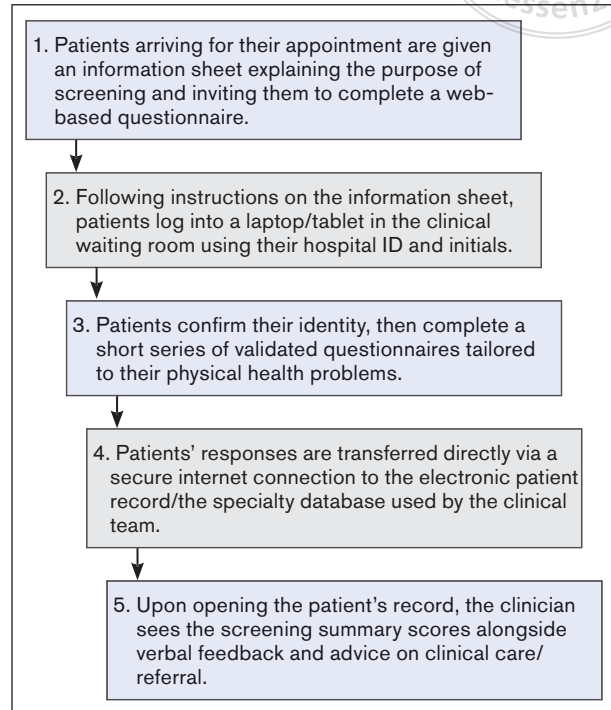 1. Patients arriving for their appointment are given
an information sheet explaining the purpose of
screening and inviting them to complete a web-
based questionnaire.
2. Following instructions on the information sheet,
patients log into a laptop/tablet in the clinical
waiting room using their hospital ID and initials.
3. Patients confirm their identity, then complete a
short series of validated questionnaires tailored
to their physical health problems.
4. Patients' responses are transferred directly via a
secure internet connection to the electronic patient
record/the specialty database used by the clinical
team.
5. Upon opening the patient's record, the clinician
sees the screening summary scores alongside
verbal feedback and advice on clinical care/
referral.